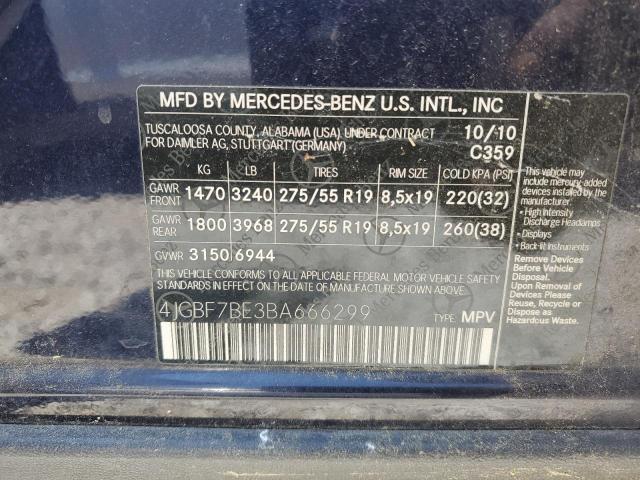 MFD BY MERCEDES-BENZ U.S. INTL., INC
TUSCALOOSA COUNTY, ALABAMA (USA) UNDER CONTRACT 10/10
FOR DAIMLER AG, STUTTGART (GERMANY) C359
KG LB TIRES RIM SIZE COLD KPA (PSI)
GAWR FRONT 1470 3240 275/55 R19 8,5x19 220(32)
GAWR REAR 1800 3968 275/55 R19 8,5x19 260(38)
GVWR 3150 6944
THIS VEHICLE CONFORMS TO ALL APPLICABLE FEDERAL MOTOR VEHICLE SAFETY
STANDARDS IN EFFECT ON THE DATE OF MANUFACTURE SHOWN ABOVE.
4JGBF7BE3BA666299 TYPE: MPV
This vehicle may
include mercury-added
devices installed by the
manufacturer.
- High Intensity
Discharge Headlamps
- Displays
- Back-lit Instruments
Remove Devices
Before Vehicle
Disposal.
Upon Removal of
Devices Please
Reuse, Recycle or
Dispose as
Hazardous Waste.